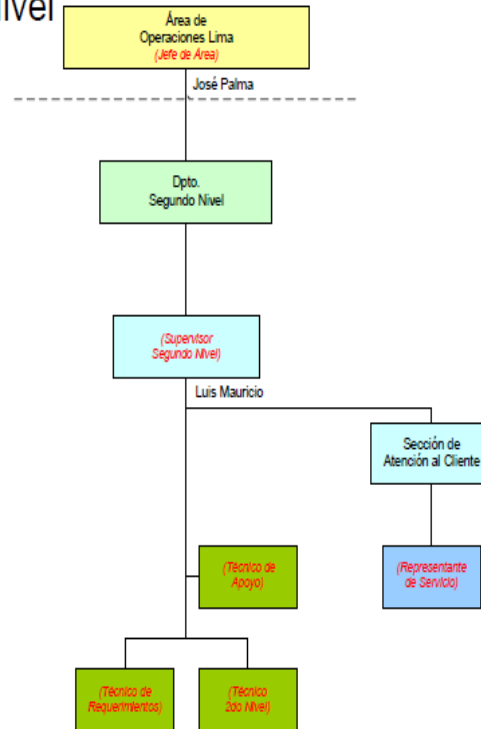 ivel
Área de
Operaciones Lima
(Jefe de Área)
José Palma
Dpto.
Segundo Nivel
(Supervisor
Segundo Nivel)
Luis Mauricio
Sección de
Atención al Cliente
(Técnico de
Apoyo)
(Representante
de Servicio)
(Técnico de
Requerimientos)
(Técnico
2do Nivel)